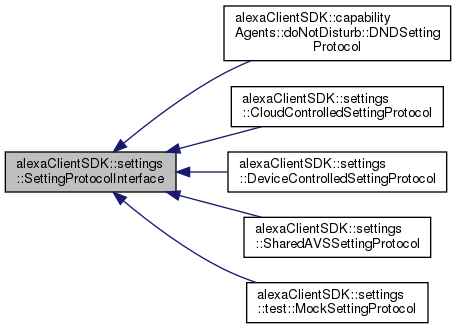 alexaClientSDK::capability
Agents::doNotDisturb::DNDSetting
Protocol
alexaClientSDK::settings
::CloudControlledSettingProtocol
alexaClientSDK::settings
::SettingProtocolInterface
alexaClientSDK::settings
::DeviceControlledSettingProtocol
alexaClientSDK::settings
::SharedAVSSettingProtocol
alexaClientSDK::settings
::test::MockSettingProtocol